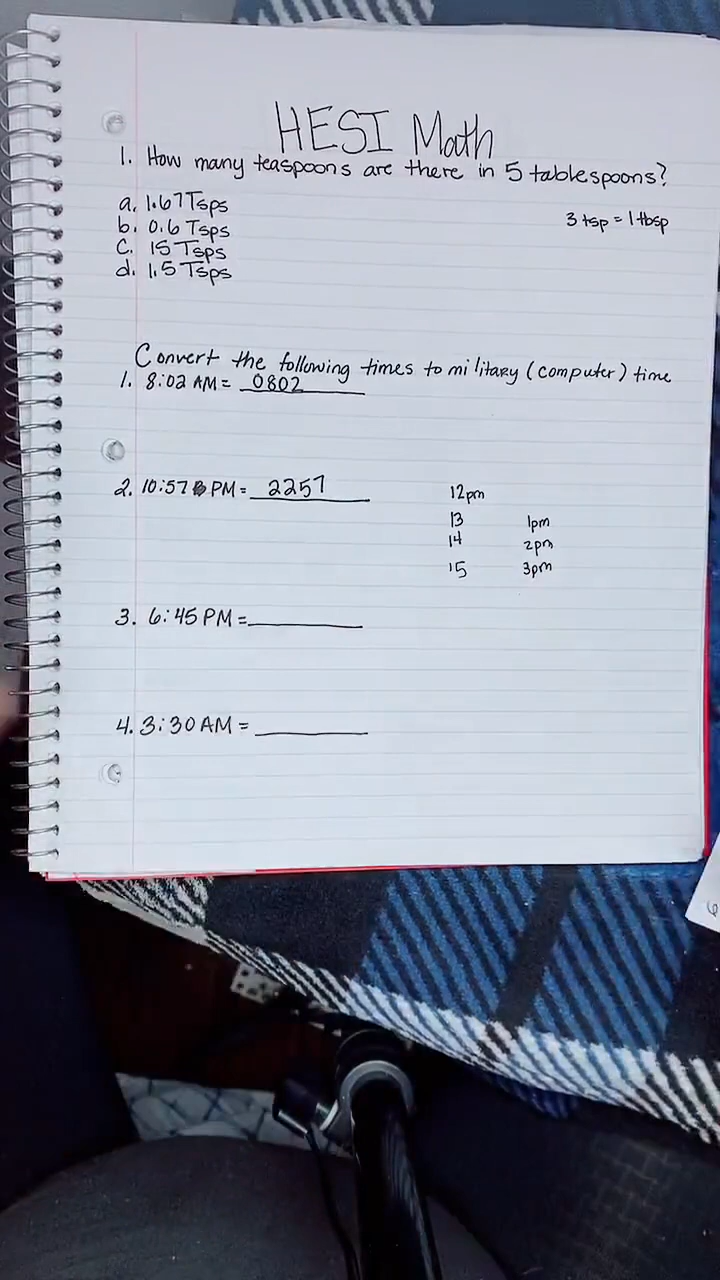 HESI Math
1. How many teaspoons are there in 5 tablespoons?
a. 1.67 Tsps
3 tsp = 1 tbsp
b. 0.6 Tsps
c. 15 Tsps
d. 1.5 Tsps
Convert the following times to military (computer) time
1. 8:02 AM = 0802
2. 10:57 PM = 2257
12pm
13 1pm
14 2pm
15 3pm
3. 6:45 PM = ________
4. 3:30 AM = ________